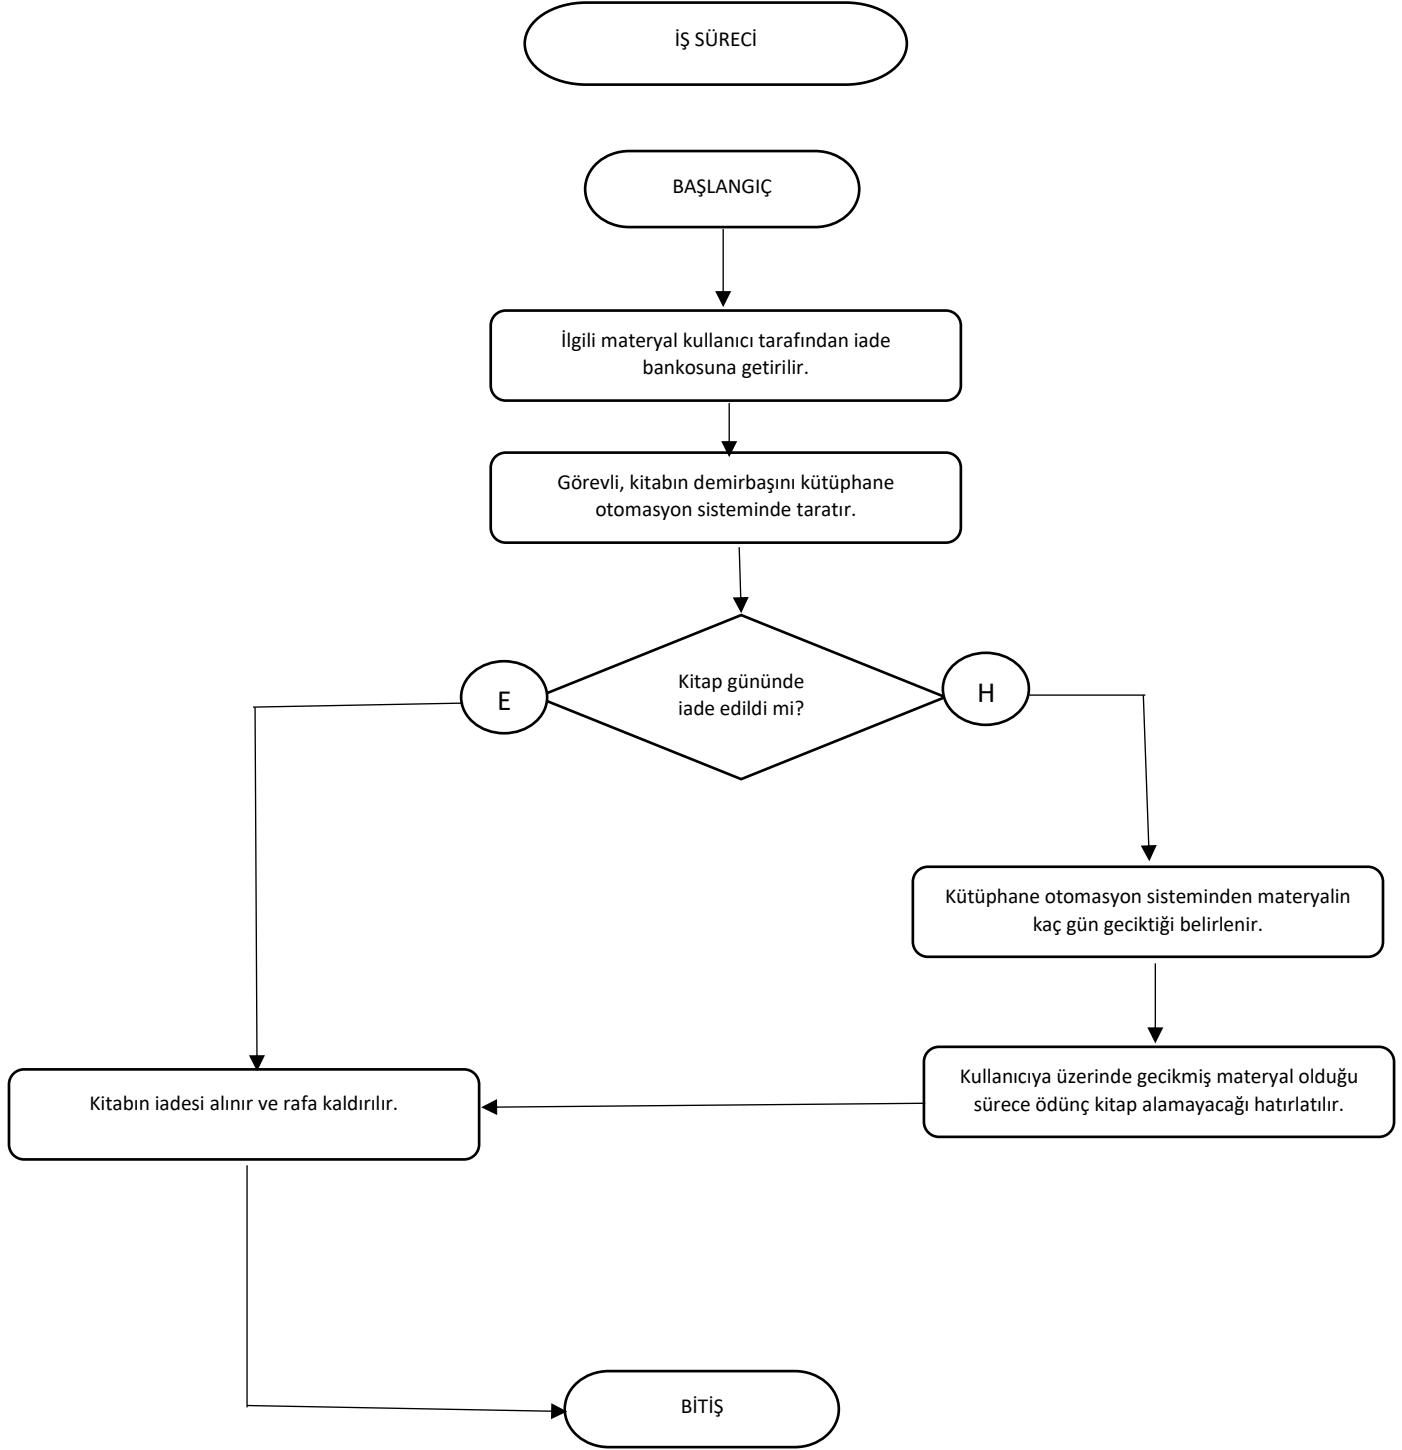 İŞ SÜRECİ
BAŞLANGIÇ
İlgili materyal kullanıcı tarafından iade
bankosuna getirilir.
Görevli, kitabın demirbaşını kütüphane
otomasyon sisteminde taratır.
E
Kitap gününde
iade edildi mi?
H
Kütüphane otomasyon sisteminden materyalin
kaç gün geciktiği belirlenir.
Kullanıcıya üzerinde gecikmiş materyal olduğu
sürece ödünç kitap alamayacağı hatırlatılır.
Kitabın iadesi alınır ve rafa kaldırılır.
BİTİŞ